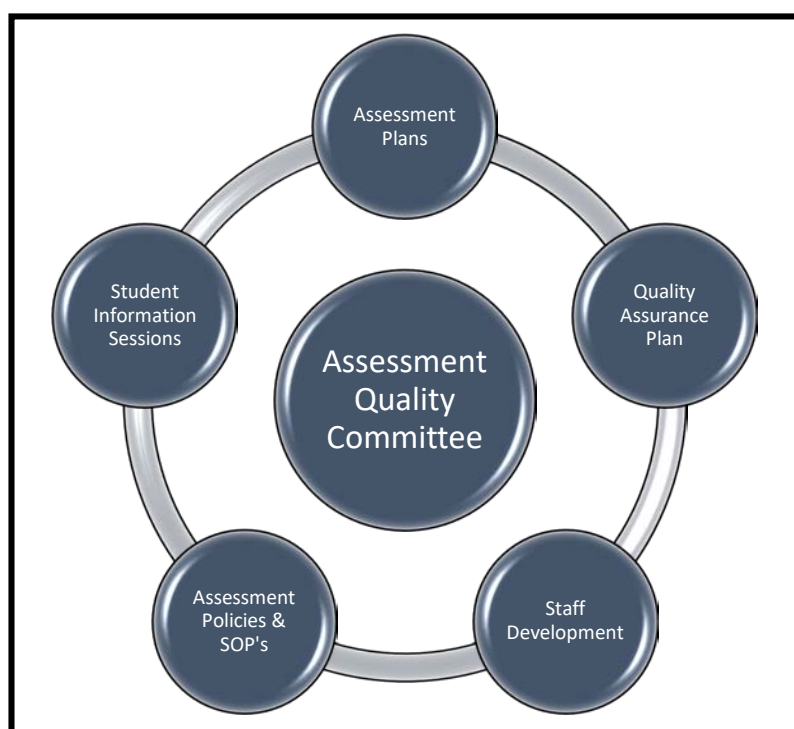 Assessment
Plans
Quality
Assurance
Plan
Staff
Development
Assessment
Policies &
SOP's
Student
Information
Sessions
Assessment
Quality
Committee